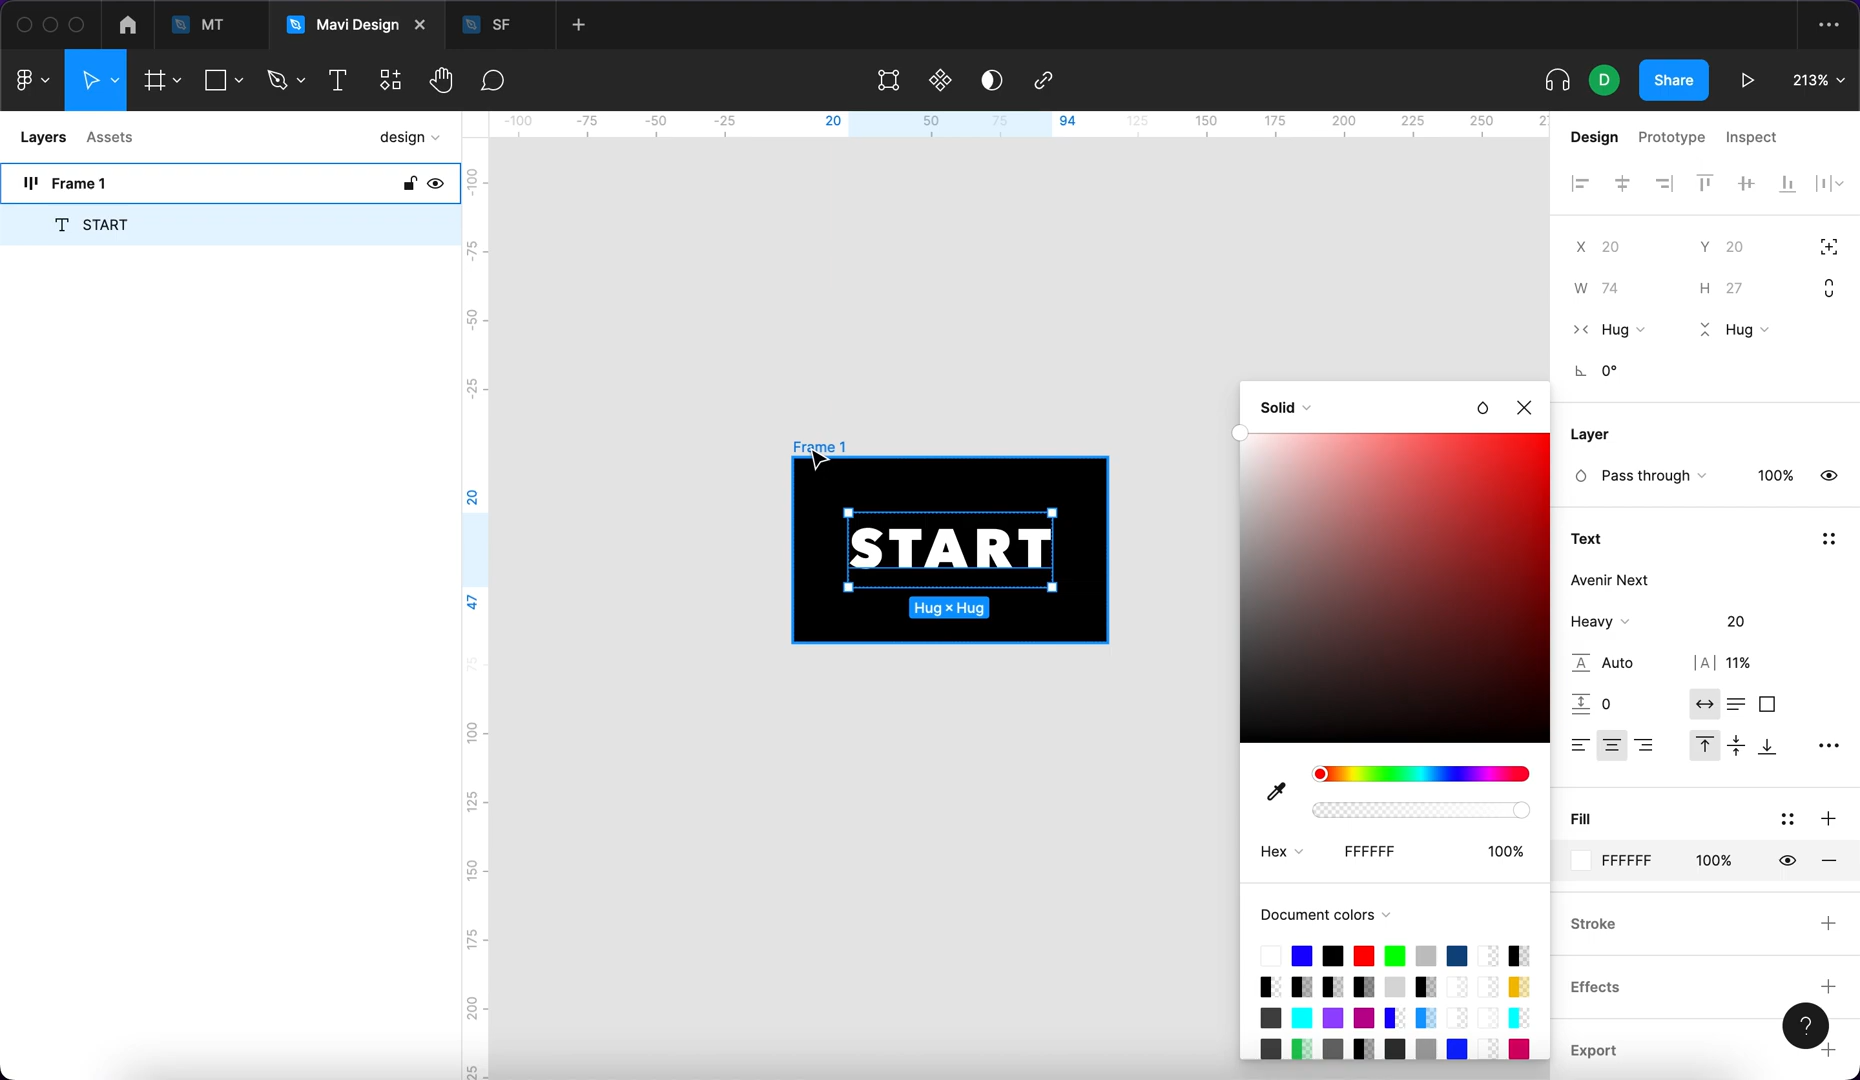 MT
Mavi Design
SF
D
Share
213%
Layers
Assets
design
-100
-75
-50
-25
20
50
75
94
125
150
175
200
225
250
Design
Prototype
Inspect
Frame 1
START
-100
-75
-50
-25
20
47
75
100
125
150
175
200
Frame 1
START
Hug × Hug
X 20
Y 20
W 74
H 27
Hug
Hug
0°
Layer
Pass through
100%
Text
Avenir Next
Heavy
20
Auto
11%
0
Fill
FFFFFF
100%
Stroke
Effects
Export
?
Solid
Hex
FFFFFF
100%
Document colors